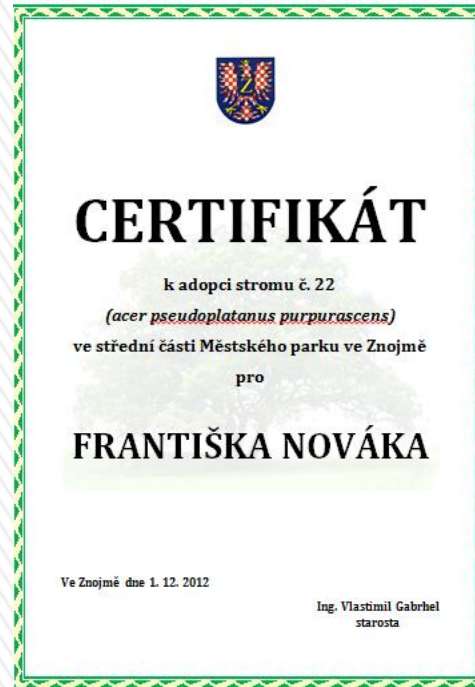 Z
CERTIFIKÁT
k adopci stromu č. 22
(acer pseudoplatanus purpurascens)
ve střední části Městského parku ve Znojmě
pro
FRANTIŠKA NOVÁKA
Ve Znojmě dne 1. 12. 2012
Ing. Vlastimil Gabrhel
starosta